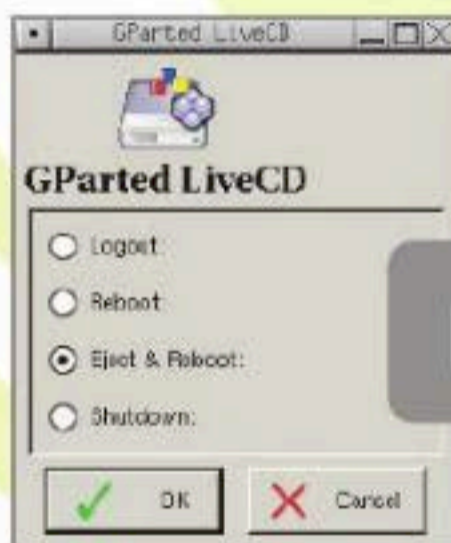 GParted LiveCD
GParted LiveCD
Logout:
Reboot
Eject & Reboot:
Shutdown:
OK
Cancel